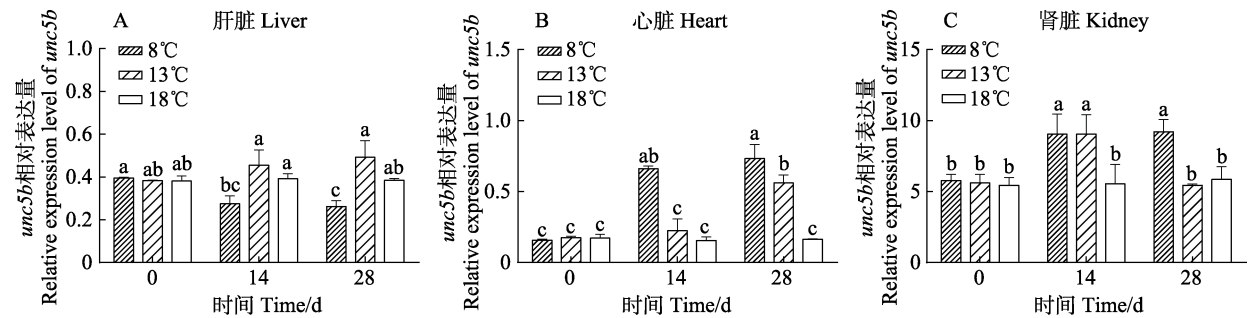 A 肝脏 Liver
unc5b相对表达量
Relative expression level of unc5b
1.0
0.8
0.6
0.4
0.2
0
8℃
13℃
18℃
a ab ab
bc a a
c a ab
0 14 28
时间 Time/d
B 心脏 Heart
unc5b相对表达量
Relative expression level of unc5b
1.5
1.0
0.5
0
8℃
13℃
18℃
c c c
ab c c
a b c
0 14 28
时间 Time/d
C 肾脏 Kidney
unc5b相对表达量
Relative expression level of unc5b
15
10
5
0
8℃
13℃
18℃
b b b
a a b
a b b
0 14 28
时间 Time/d